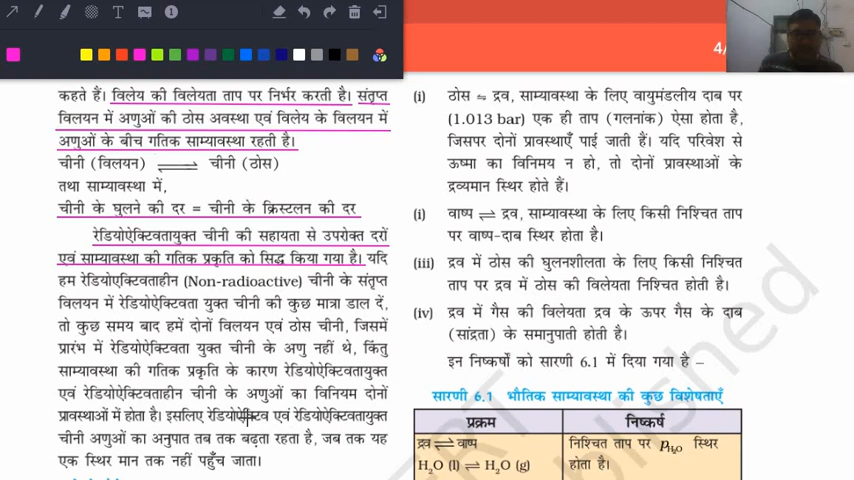 4/
कहते हैं। विलेय की विलेयता ताप पर निर्भर करती है। संतृप्त
विलयन में अणुओं की ठोस अवस्था एवं विलेय के विलयन में
अणुओं के बीच गतिक साम्यावस्था रहती है।
चीनी (विलयन) ⇌ चीनी (ठोस)
तथा साम्यावस्था में,
चीनी के घुलने की दर = चीनी के क्रिस्टलन की दर
रेडियोऐक्टिवतायुक्त चीनी की सहायता से उपरोक्त दरों
एवं साम्यावस्था की गतिक प्रकृति को सिद्ध किया गया है। यदि
हम रेडियोएक्टिवताहीन (Non-radioactive) चीनी के संतृप्त
विलयन में रेडियोऐक्टिवता युक्त चीनी की कुछ मात्रा डाल दें,
तो कुछ समय बाद हमें दोनों विलयन एवं ठोस चीनी, जिसमें
प्रारंभ में रेडियोऐक्टिवता युक्त चीनी के अणु नहीं थे, किंतु
साम्यावस्था की गतिक प्रकृति के कारण रेडियोऐक्टिवतायुक्त
एवं रेडियोऐक्टिवताहीन चीनी के अणुओं का विनियम दोनों
प्रावस्थाओं में होता है। इसलिए रेडियोऐक्टिव एवं रेडियोऐक्टिवतायुक्त
चीनी अणुओं का अनुपात तब तक बढ़ता रहता है, जब तक यह
एक स्थिर मान तक नहीं पहुँच जाता।
(i) ठोस ⇌ द्रव, साम्यावस्था के लिए वायुमंडलीय दाब पर
(1.013 bar) एक ही ताप (गलनांक) ऐसा होता है,
जिसपर दोनों प्रावस्थाएँ पाई जाती हैं। यदि परिवेश से
ऊष्मा का विनिमय न हो, तो दोनों प्रावस्थाओं के
द्रव्यमान स्थिर होते हैं।
(i) वाष्प ⇌ द्रव, साम्यावस्था के लिए किसी निश्चित ताप
पर वाष्प-दाब स्थिर होता है।
(iii) द्रव में ठोस की घुलनशीलता के लिए किसी निश्चित
ताप पर द्रव में ठोस की विलेयता निश्चित होती है।
(iv) द्रव में गैस की विलेयता द्रव के ऊपर गैस के दाब
(सांद्रता) के समानुपाती होती है।
इन निष्कर्षों को सारणी 6.1 में दिया गया है –
सारणी 6.1 भौतिक साम्यावस्था की कुछ विशेषताएँ
प्रक्रम निष्कर्ष
द्रव ⇌ वाष्प निश्चित ताप पर pH₂O स्थिर
H₂O (l) ⇌ H₂O (g) होता है।